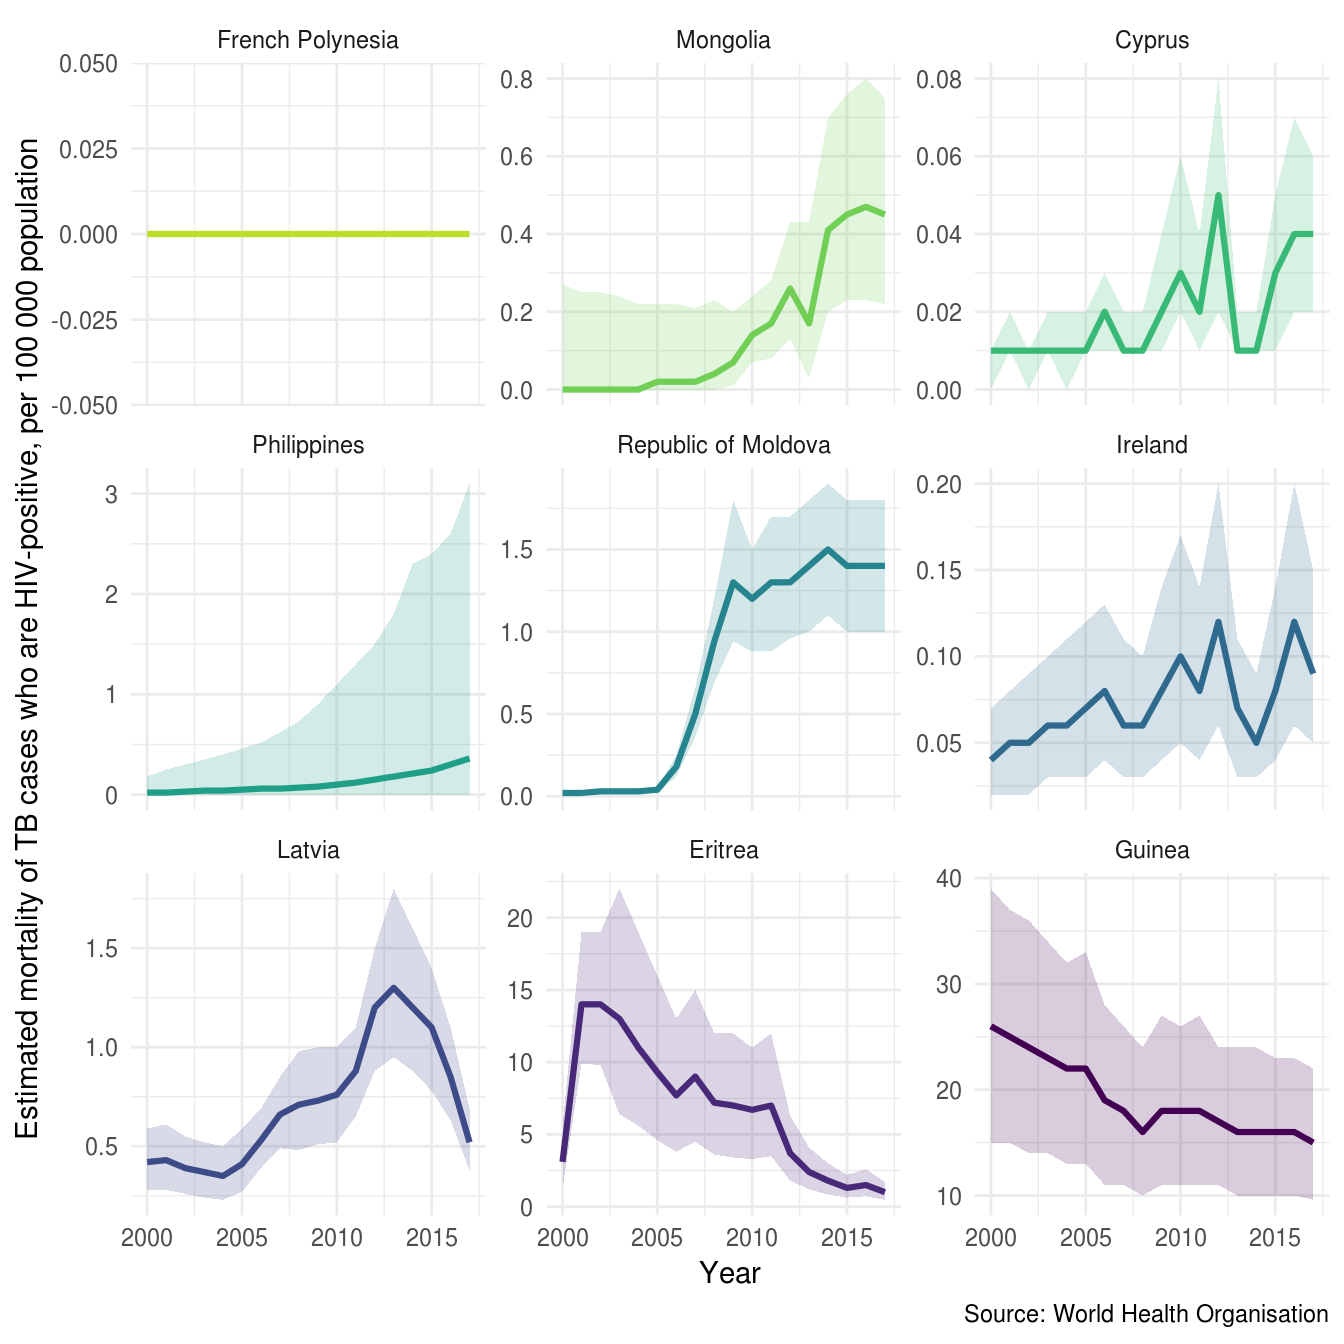 French Polynesia
Mongolia
Cyprus
0.050
0.025
0.000
-0.025
-0.050
0.8
0.6
0.4
0.2
0.0
0.08
0.06
0.04
0.02
0.00
Philippines
Republic of Moldova
Ireland
3
2
1
0
1.5
1.0
0.5
0.0
0.20
0.15
0.10
0.05
Latvia
Eritrea
Guinea
1.5
1.0
0.5
20
15
10
5
0
40
30
20
10
2000 2005 2010 2015
2000 2005 2010 2015
2000 2005 2010 2015
Estimated mortality of TB cases who are HIV-positive, per 100 000 population
Year
Source: World Health Organisation